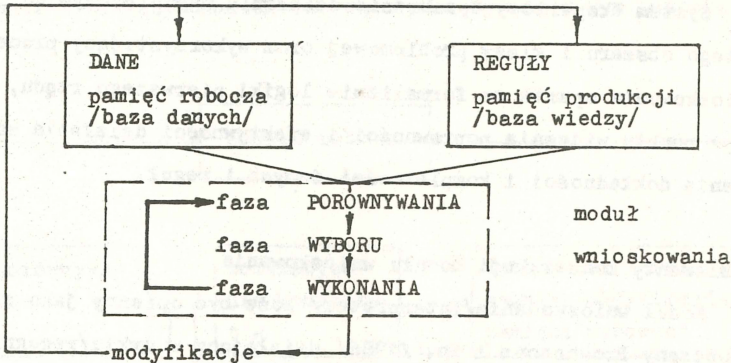 DANE
pamięć robocza
/baza danych/
REGUŁY
pamięć produkcji
/baza wiedzy/
faza PORÓWNYWANIA
faza WYBORU
faza WYKONANIA
moduł
wnioskowania
modyfikacje